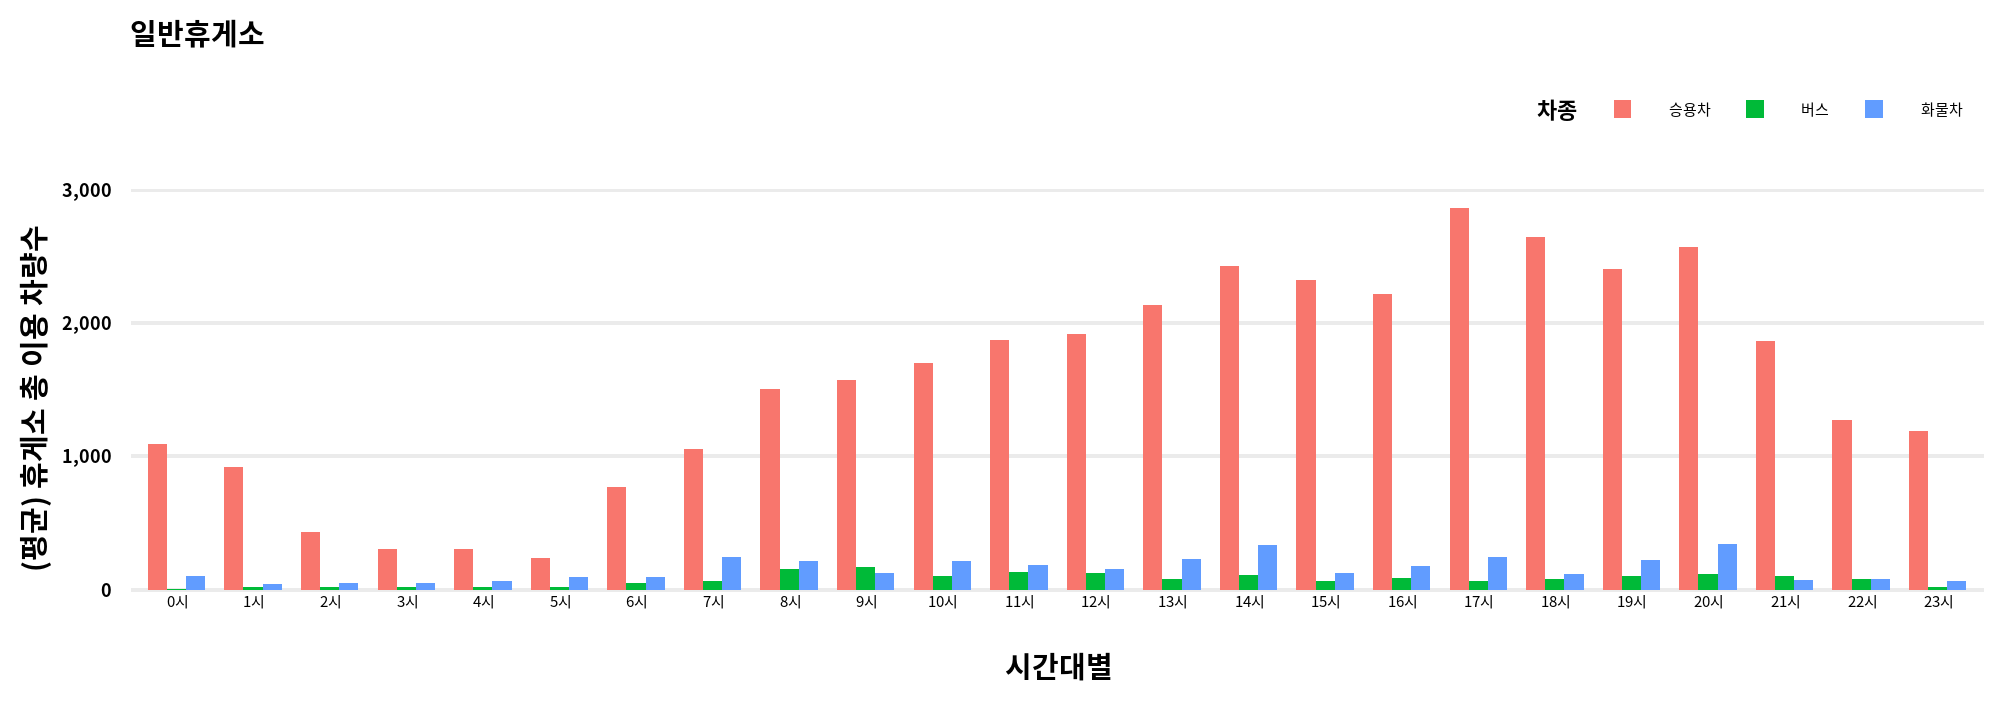 일반휴게소
차종 승용차 버스 화물차
(평균) 휴게소 총 이용 차량수
3,000
2,000
1,000
0
0시 1시 2시 3시 4시 5시 6시 7시 8시 9시 10시 11시 12시 13시 14시 15시 16시 17시 18시 19시 20시 21시 22시 23시
시간대별